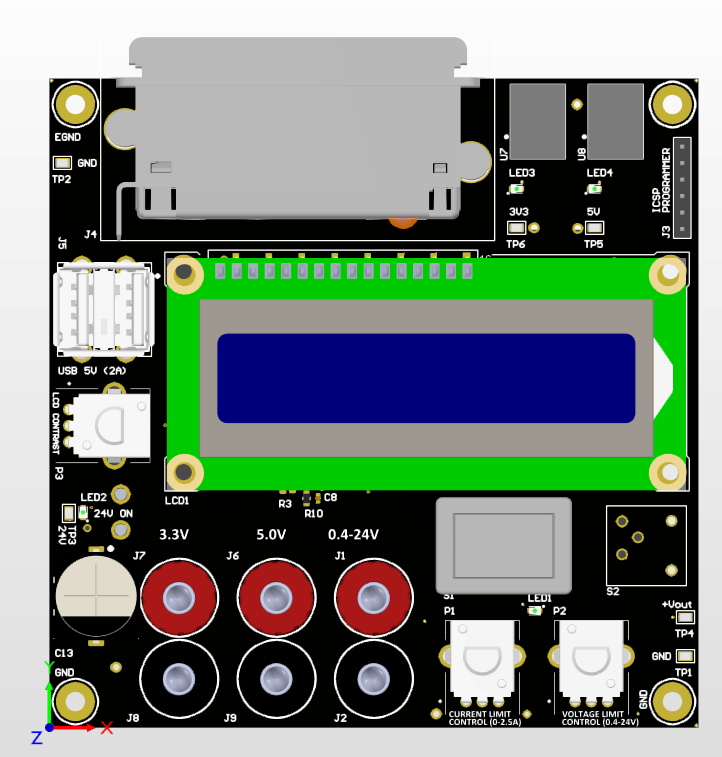 EGND
GND
TP2
J4
U7
U8
LED3
LED4
3V3
5V
TP6
TP5
ICSP
PROGRAMMER
J3
J5
USB 5V (2A)
LCD CONTRAST
P3
LCD1
R3
R10
C8
LED2
24V ON
TP3
24V
3.3V
5.0V
0.4-24V
J7
J6
J1
S1
LED1
S2
P1
P2
+Vout
TP4
GND
TP1
C13
GND
J8
J9
J2
CURRENT LIMIT
CONTROL (0-2.5A)
VOLTAGE LIMIT
CONTROL (0.4-24V)
GND
Y
X
Z